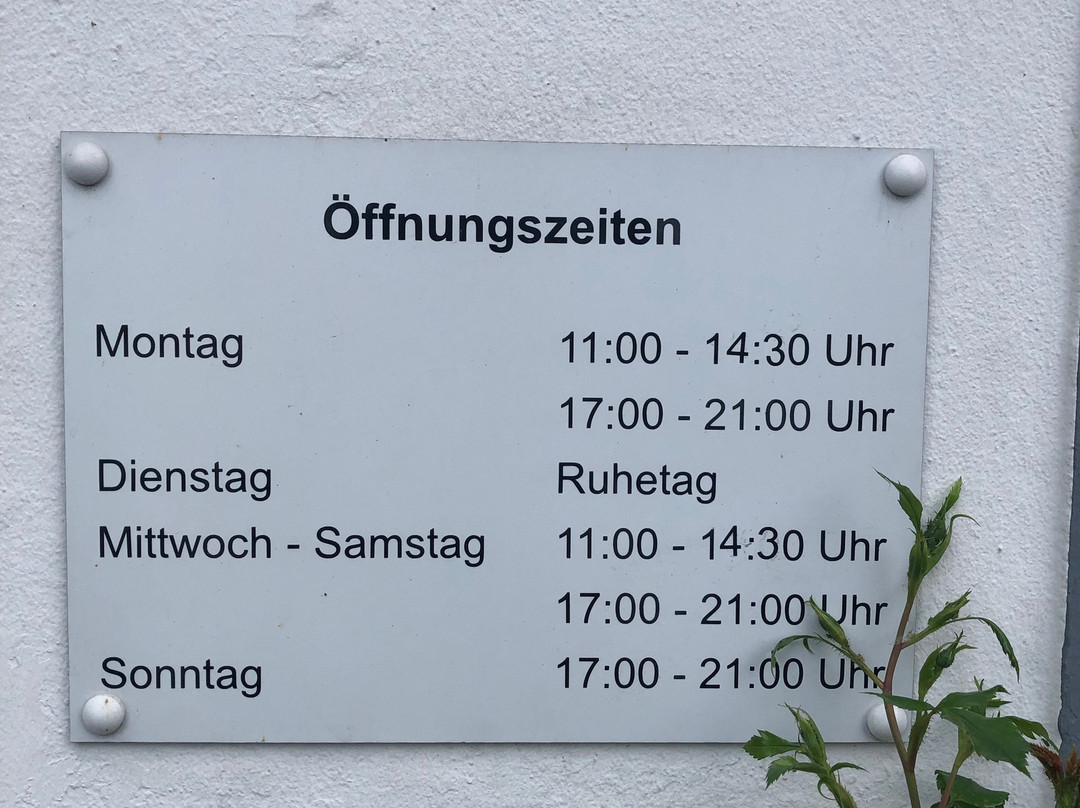 Öffnungszeiten
Montag 11:00 - 14:30 Uhr
17:00 - 21:00 Uhr
Dienstag Ruhetag
Mittwoch - Samstag 11:00 - 14:30 Uhr
17:00 - 21:00 Uhr
Sonntag 17:00 - 21:00 Uhr